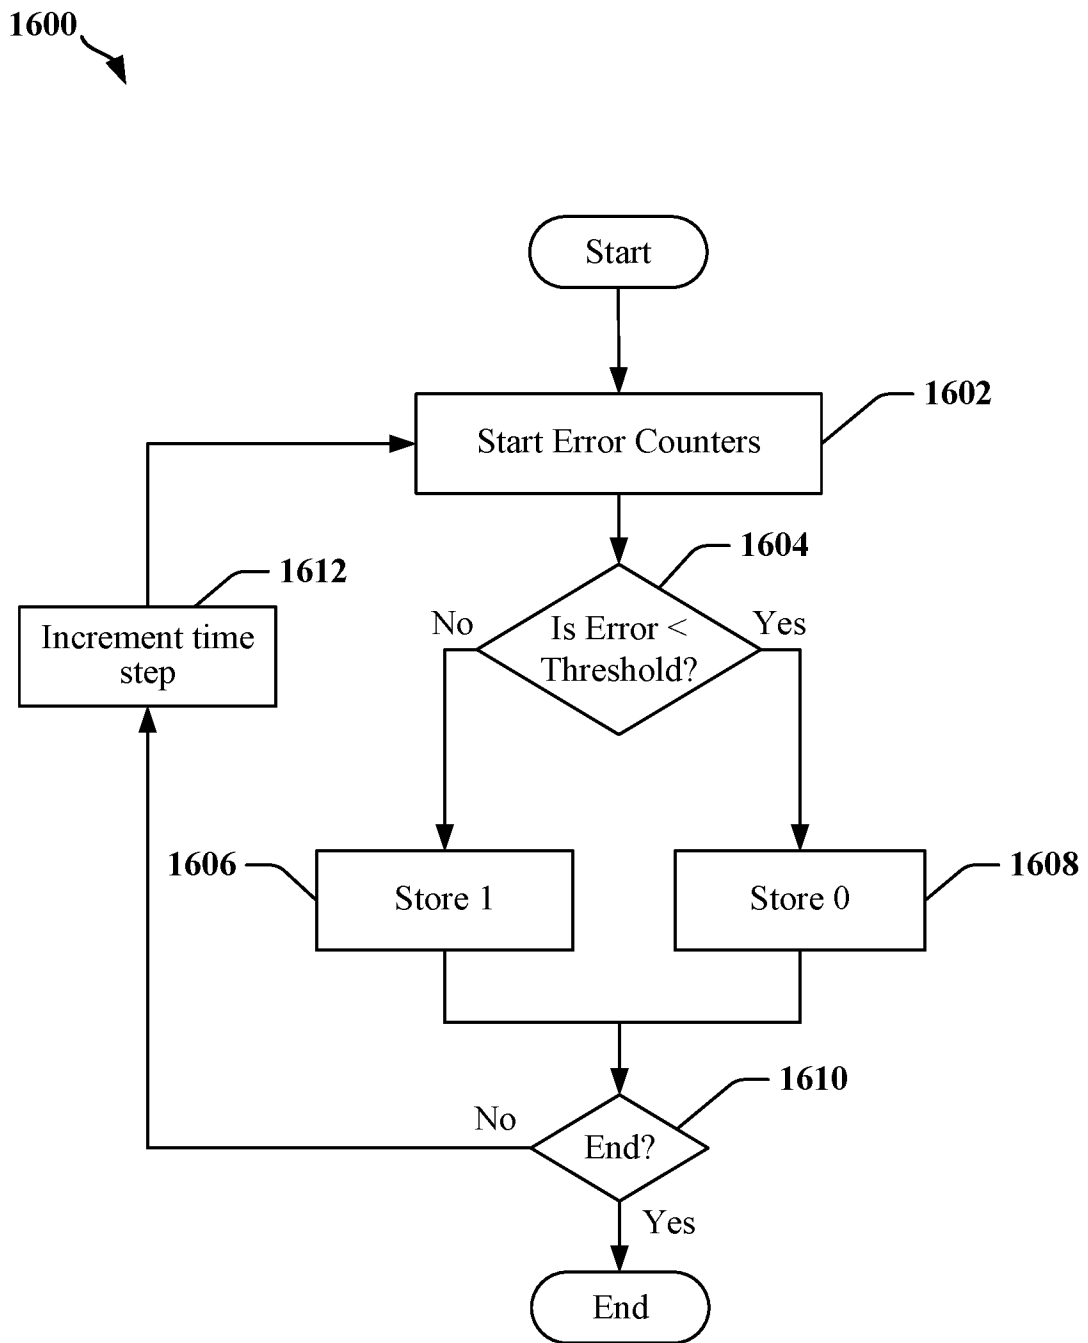 1600
Start
1602
Start Error Counters
1604
1612
No
Yes
Is Error <
Threshold?
Increment time
step
1606
1608
Store 1
Store 0
1610
No
End?
Yes
End